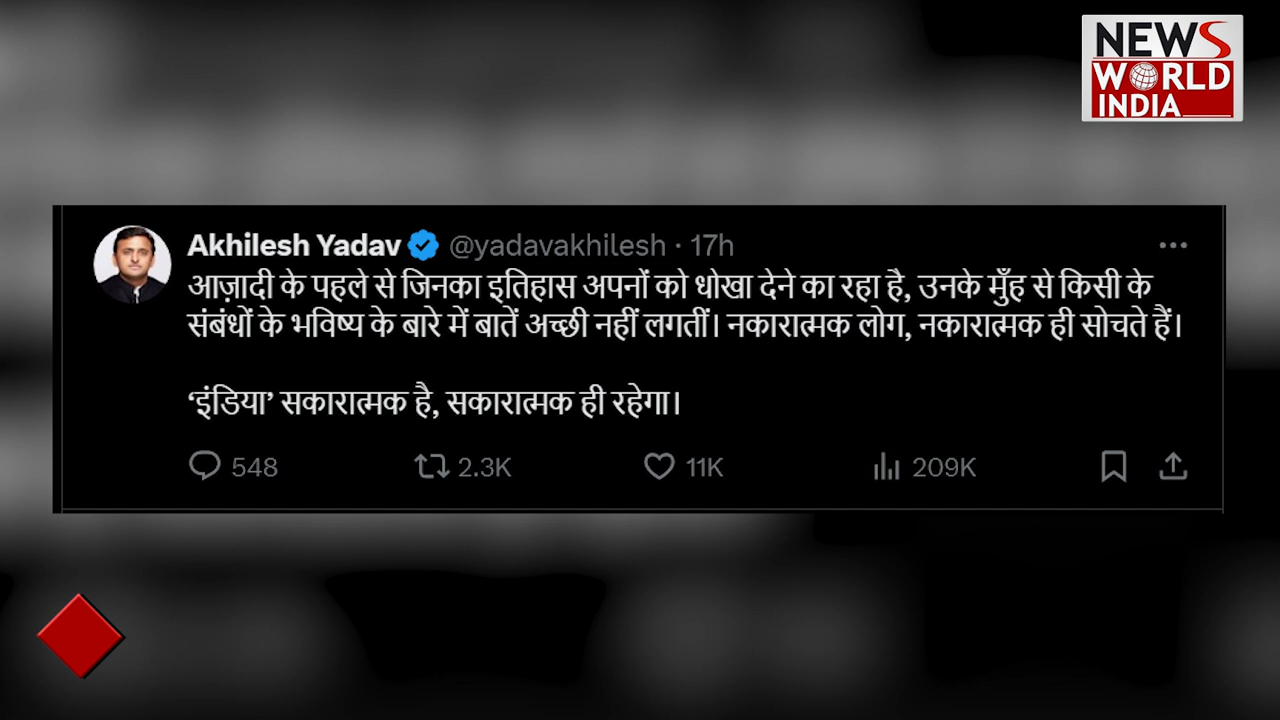 NEWS
WORLD
INDIA
Akhilesh Yadav @yadavakhilesh · 17h
आज़ादी के पहले से जिनका इतिहास अपनों को धोखा देने का रहा है, उनके मुँह से किसी के
संबंधों के भविष्य के बारे में बातें अच्छी नहीं लगतीं। नकारात्मक लोग, नकारात्मक ही सोचते हैं।
‘इंडिया’ सकारात्मक है, सकारात्मक ही रहेगा।
548 2.3K 11K 209K